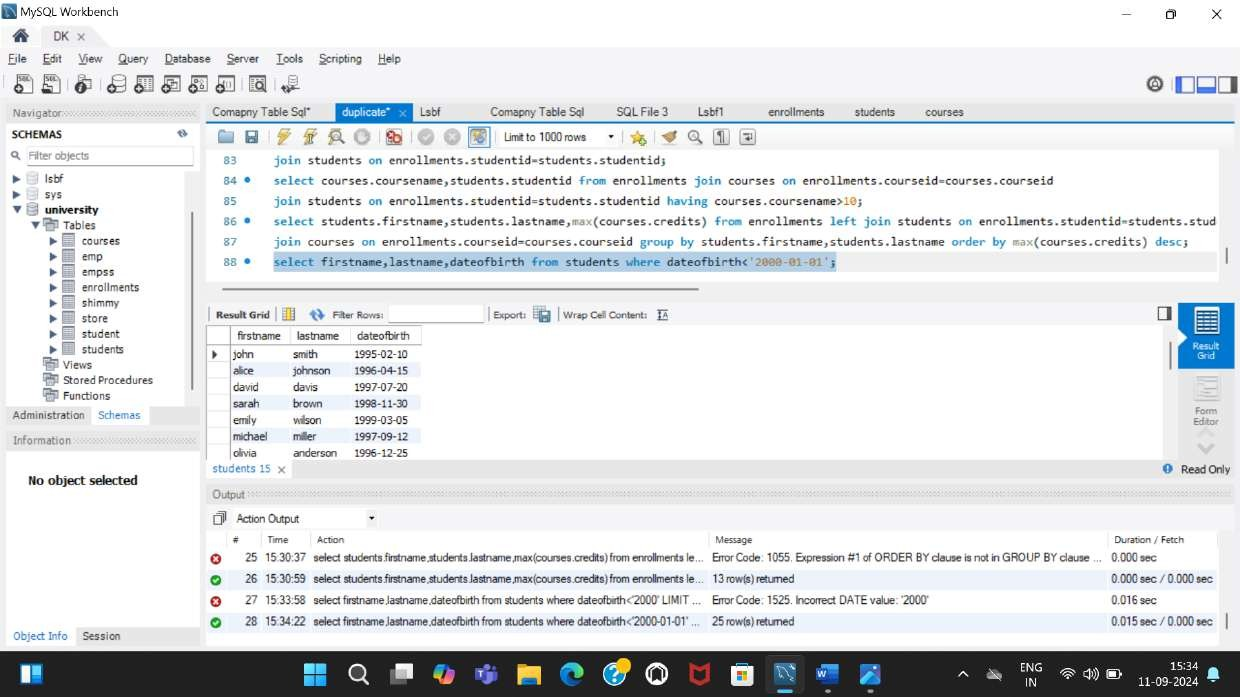 MySQL Workbench
DK
File Edit View Query Database Server Tools Scripting Help
Navigator
SCHEMAS
Filter objects
lsbf
sys
university
Tables
courses
emp
empss
enrollments
shimmy
store
student
students
Views
Stored Procedures
Functions
Administration Schemas
Information
No object selected
Object Info Session
Comapny Table Sql* duplicate* Lsbf Comapny Table Sql SQL File 3 Lsbf1 enrollments students courses
Limit to 1000 rows
83 join students on enrollments.studentid=students.studentid;
84 select courses.coursename,students.studentid from enrollments join courses on enrollments.courseid=courses.courseid
85 join students on enrollments.studentid=students.studentid having courses.coursename>10;
86 select students.firstname,students.lastname,max(courses.credits) from enrollments left join students on enrollments.studentid=students.stud
87 join courses on enrollments.courseid=courses.courseid group by students.firstname,students.lastname order by max(courses.credits) desc;
88 select firstname,lastname,dateofbirth from students where dateofbirth<'2000-01-01';
Result Grid Filter Rows: Export: Wrap Cell Content: IA
firstname lastname dateofbirth
john smith 1995-02-10
alice johnson 1996-04-15
david davis 1997-07-20
sarah brown 1998-11-30
emily wilson 1999-03-05
michael miller 1997-09-12
olivia anderson 1996-12-25
Result Grid
Form Editor
students 15
Read Only
Output
Action Output
# Time Action Message Duration / Fetch
25 15:30:37 select students.firstname,students.lastname,max(courses.credits) from enrollments le... Error Code: 1055. Expression #1 of ORDER BY clause is not in GROUP BY clause ... 0.000 sec
26 15:30:59 select students.firstname,students.lastname,max(courses.credits) from enrollments le... 13 row(s) returned 0.000 sec / 0.000 sec
27 15:33:58 select firstname,lastname,dateofbirth from students where dateofbirth<'2000' LIMIT ... Error Code: 1525. Incorrect DATE value: '2000' 0.016 sec
28 15:34:22 select firstname,lastname,dateofbirth from students where dateofbirth<'2000-01-01' ... 25 row(s) returned 0.015 sec / 0.000 sec
ENG
IN
15:34
11-09-2024